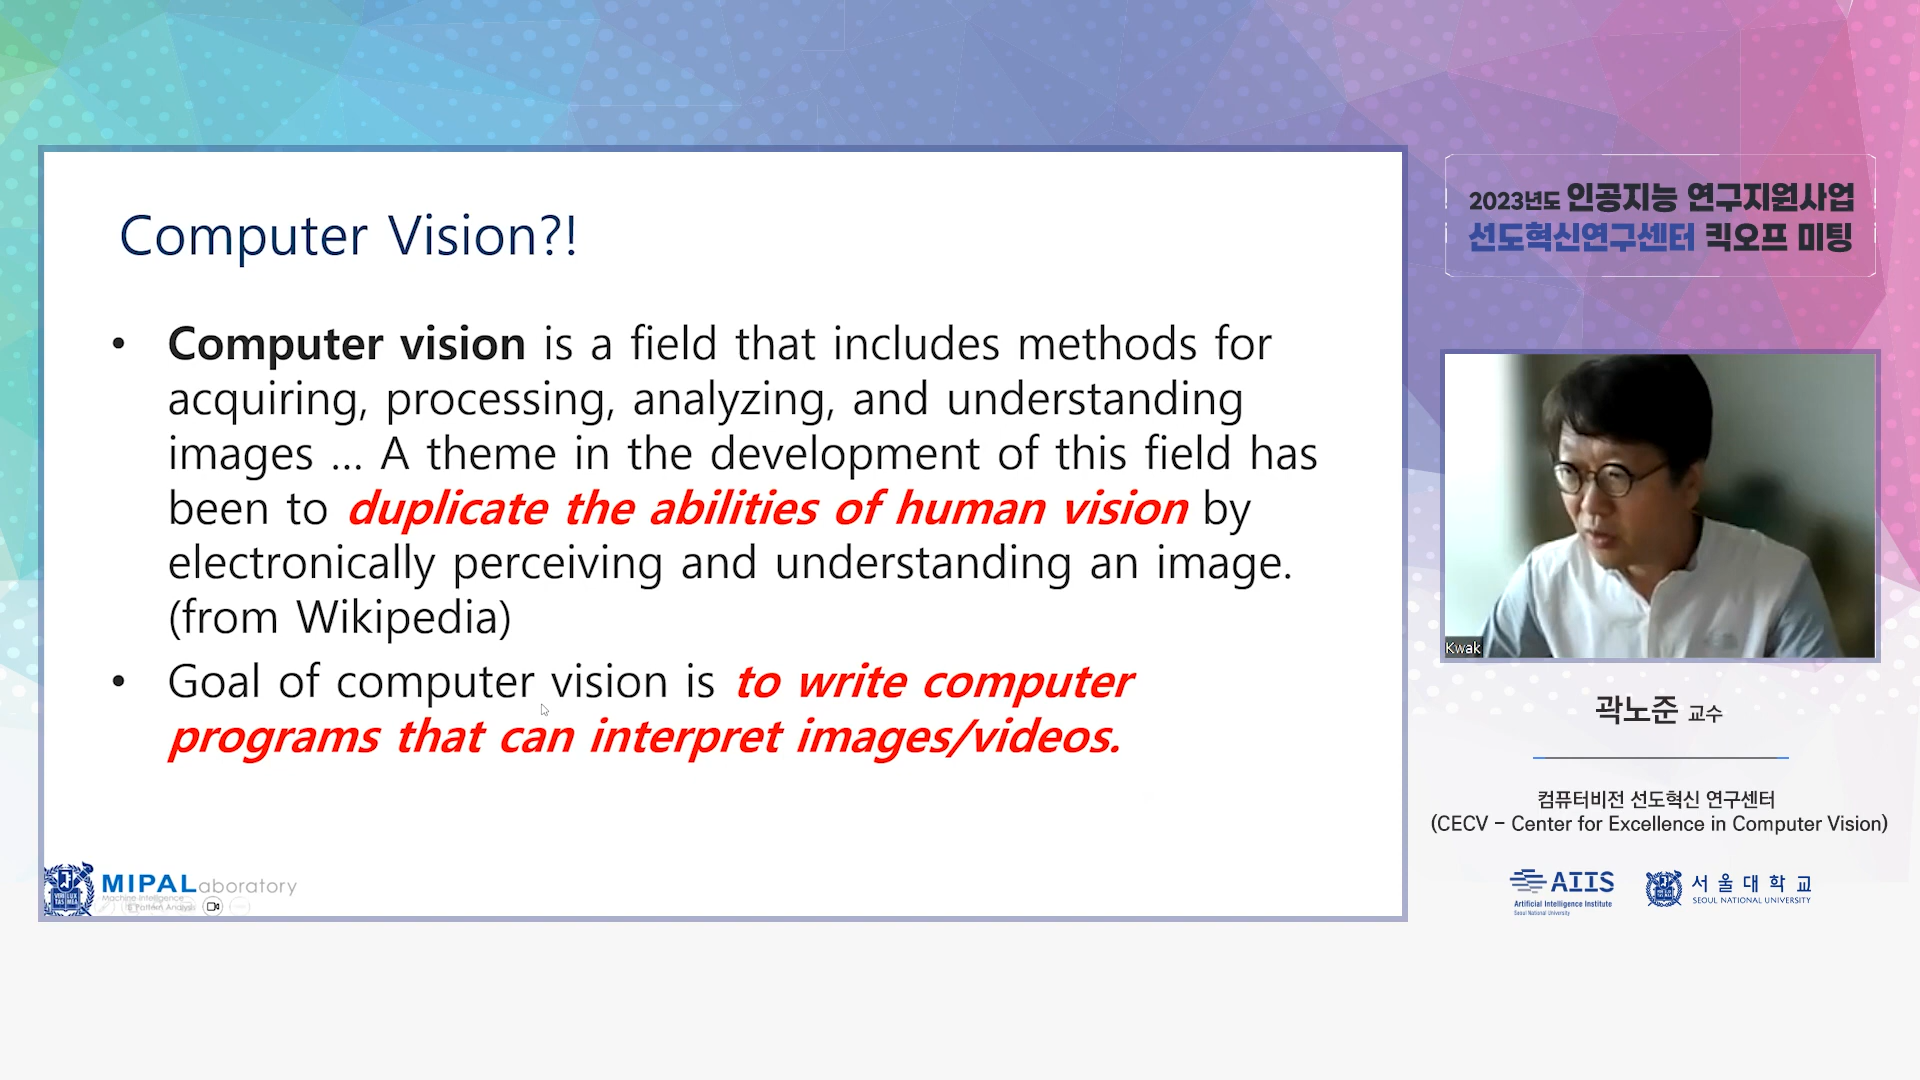 Computer Vision?!
• Computer vision is a field that includes methods for
acquiring, processing, analyzing, and understanding
images ... A theme in the development of this field has
been to duplicate the abilities of human vision by
electronically perceiving and understanding an image.
(from Wikipedia)
• Goal of computer vision is to write computer
programs that can interpret images/videos.
MIPALaboratory
Machine Intelligence
& Pattern Analysis
2023년도 인공지능 연구지원사업
선도혁신연구센터 킥오프 미팅
Kwak
곽노준 교수
컴퓨터비전 선도혁신 연구센터
(CECV - Center for Excellence in Computer Vision)
AIIS
Artificial Intelligence Institute
Seoul National University
서울대학교
SEOUL NATIONAL UNIVERSITY